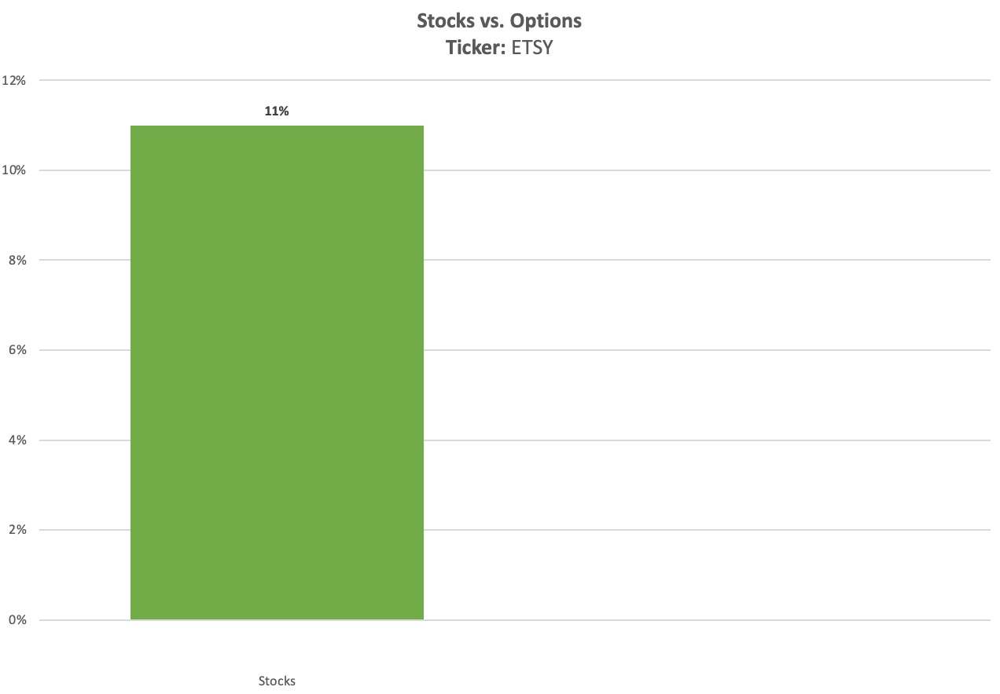 Stocks vs. Options
Ticker: ETSY
12%
11%
10%
8%
6%
4%
2%
0%
Stocks